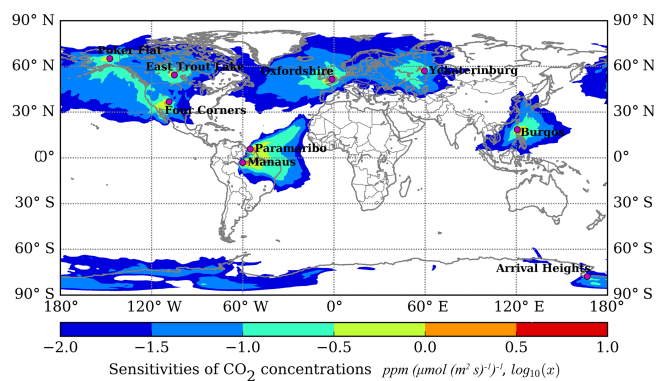 90° N 90° N
Poker Flat
60° N East Trout Lake Oxfordshire Yekaterinburg 60° N
30° N Four Corners Burgos 30° N
0° Paramaribo 0°
Manaus
30° S 30° S
60° S 60° S
Arrival Heights
90° S 90° S
180° W 120° W 60° W 0° 60° E 120° E 180° E
−2.0 −1.5 −1.0 −0.5 0.0 0.5 1.0
Sensitivities of CO2 concentrations ppm (μmol (m² s)⁻¹)⁻¹, log₁₀(x)